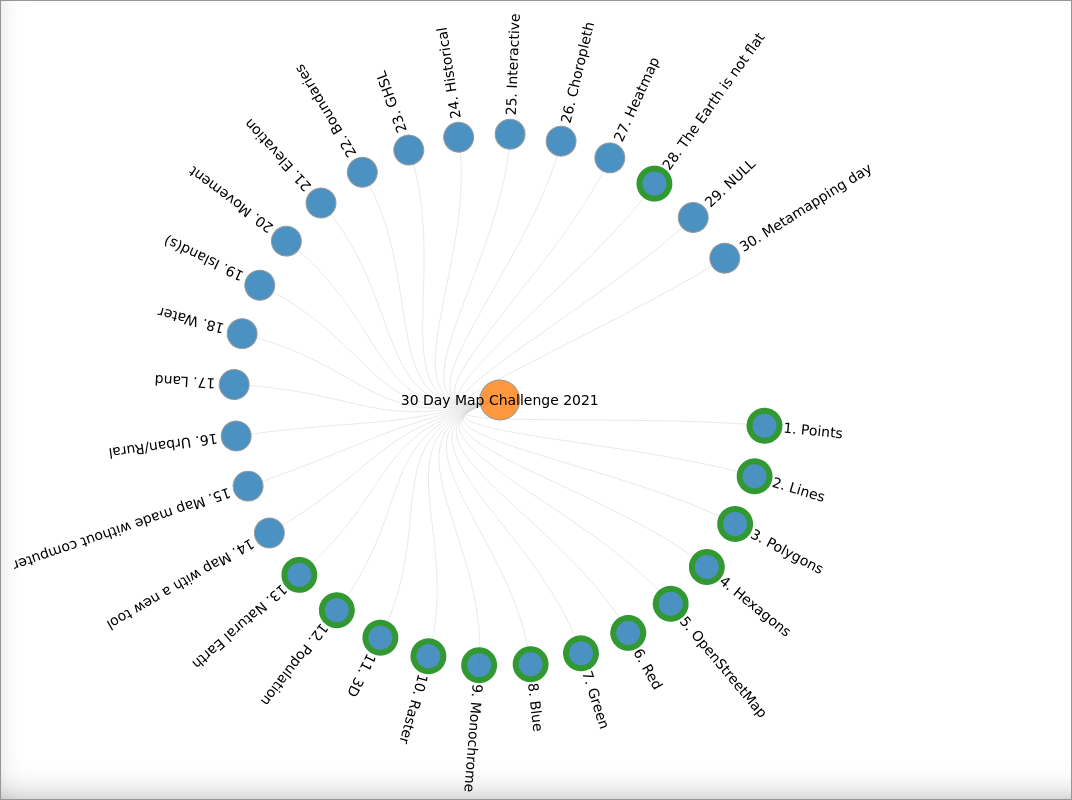 30 Day Map Challenge 2021
1. Points
2. Lines
3. Polygons
4. Hexagons
5. OpenStreetMap
6. Red
7. Green
8. Blue
9. Monochrome
10. Raster
11. 3D
12. Population
13. Natural Earth
14. Map with a new tool
15. Map made without computer
16. Urban/Rural
17. Land
18. Water
19. Island(s)
20. Movement
21. Elevation
22. Boundaries
23. GHSL
24. Historical
25. Interactive
26. Choropleth
27. Heatmap
28. The Earth is not flat
29. NULL
30. Metamapping day